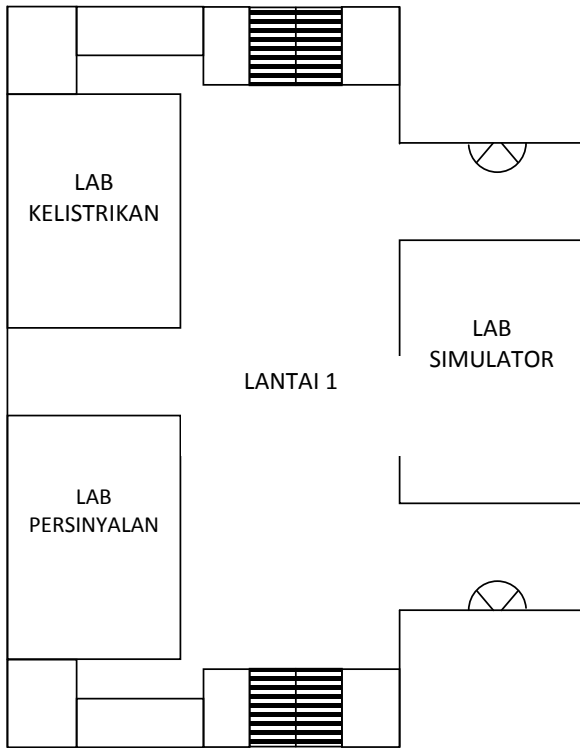 LAB
KELISTRIKAN
LAB
SIMULATOR
LANTAI 1
LAB
PERSINYALAN